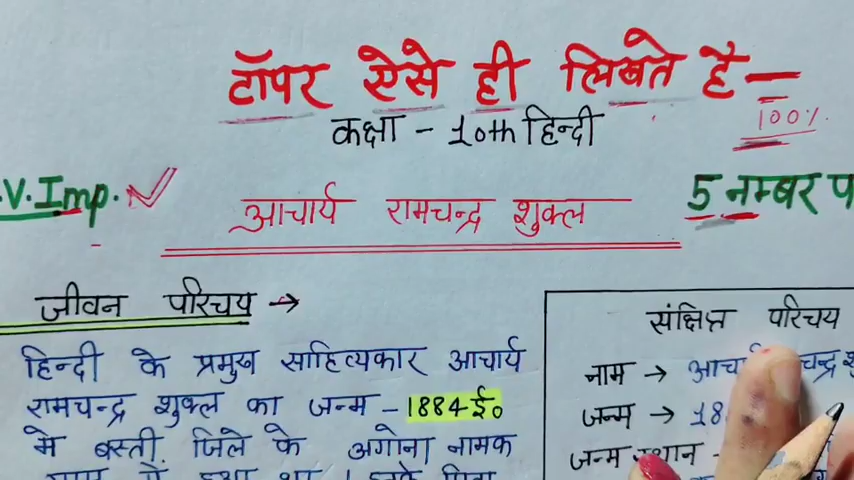 टॉपर ऐसे ही लिखते है—
100%
कक्षा - 10th हिन्दी
V.Imp.
आचार्य रामचन्द्र शुक्ल
5 नम्बर
जीवन परिचय →
हिन्दी के प्रमुख साहित्यकार आचार्य
रामचन्द्र शुक्ल का जन्म - 1884 ई०
मे बस्ती जिले के अगोना नामक
संक्षिप्त परिचय
नाम →
जन्म →
जन्म स्थान -